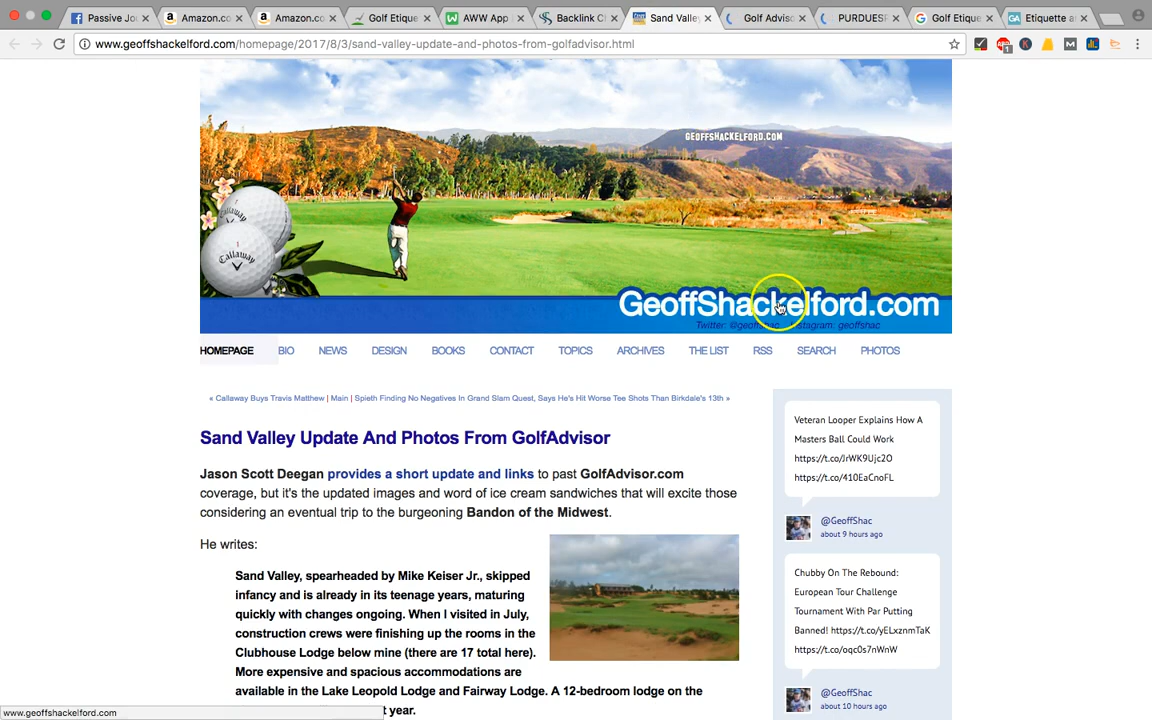 Passive Jo
Amazon.co
Amazon.co
Golf Etique
AWW App
Backlink C
Sand Valle
Golf Adviso
PURDUESP
Golf Etique
Etiquette a
www.geoffshackelford.com/homepage/2017/8/3/sand-valley-update-and-photos-from-golfadvisor.html
GEOFFSHACKELFORD.COM
Callaway
Callaway
GeoffShackelford.com
Twitter: @geoffshac Instagram: geoffshac
HOMEPAGE BIO NEWS DESIGN BOOKS CONTACT TOPICS ARCHIVES THE LIST RSS SEARCH PHOTOS
« Callaway Buys Travis Matthew | Main | Spieth Finding No Negatives In Grand Slam Quest, Says He's Hit Worse Tee Shots Than Birkdale's 13th »
Sand Valley Update And Photos From GolfAdvisor
Jason Scott Deegan provides a short update and links to past GolfAdvisor.com
coverage, but it's the updated images and word of ice cream sandwiches that will excite those
considering an eventual trip to the burgeoning Bandon of the Midwest.
He writes:
Sand Valley, spearheaded by Mike Keiser Jr., skipped
infancy and is already in its teenage years, maturing
quickly with changes ongoing. When I visited in July,
construction crews were finishing up the rooms in the
Clubhouse Lodge below mine (there are 17 total here).
More expensive and spacious accommodations are
available in the Lake Leopold Lodge and Fairway Lodge. A 12-bedroom lodge on the
t year.
Veteran Looper Explains How A
Masters Ball Could Work
https://t.co/JrWK9Ujc2O
https://t.co/410EaCnoFL
@GeoffShac
about 9 hours ago
Chubby On The Rebound:
European Tour Challenge
Tournament With Par Putting
Banned! https://t.co/yELxznmTaK
https://t.co/oqc0s7nWnW
@GeoffShac
about 10 hours ago
www.geoffshackelford.com